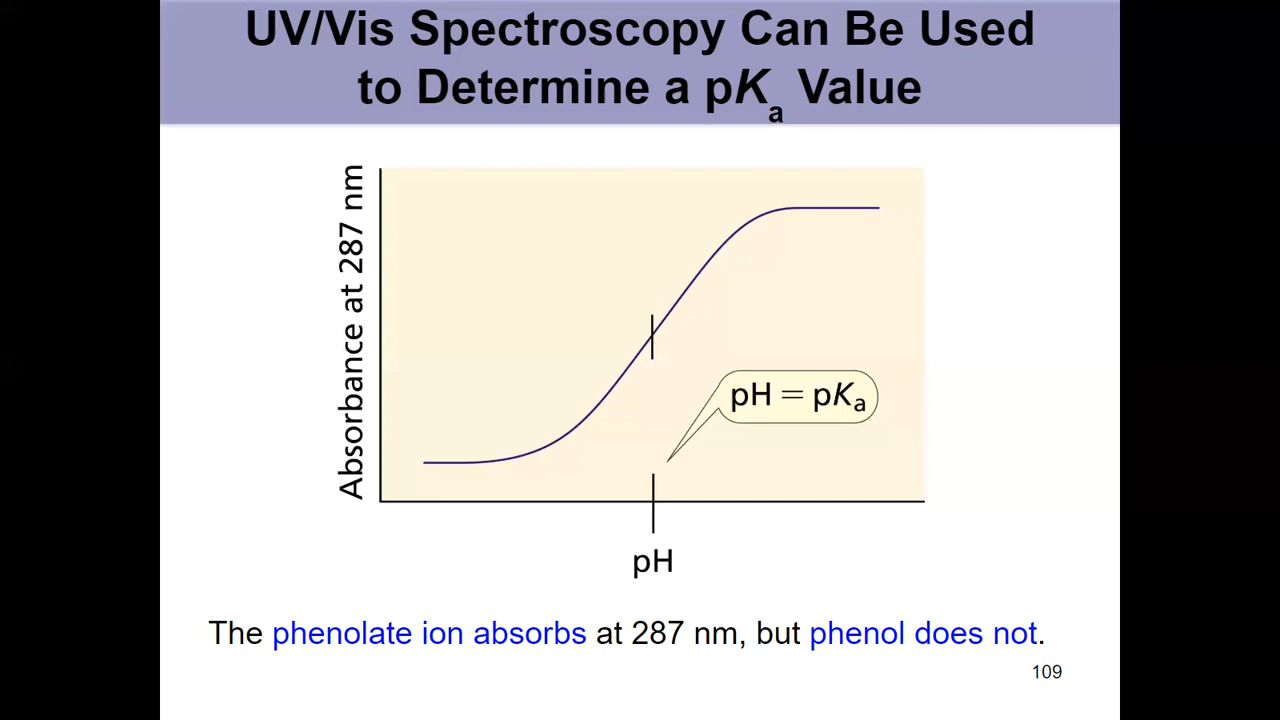 UV/Vis Spectroscopy Can Be Used
to Determine a pKa Value
Absorbance at 287 nm
pH = pKa
pH
The phenolate ion absorbs at 287 nm, but phenol does not.
109